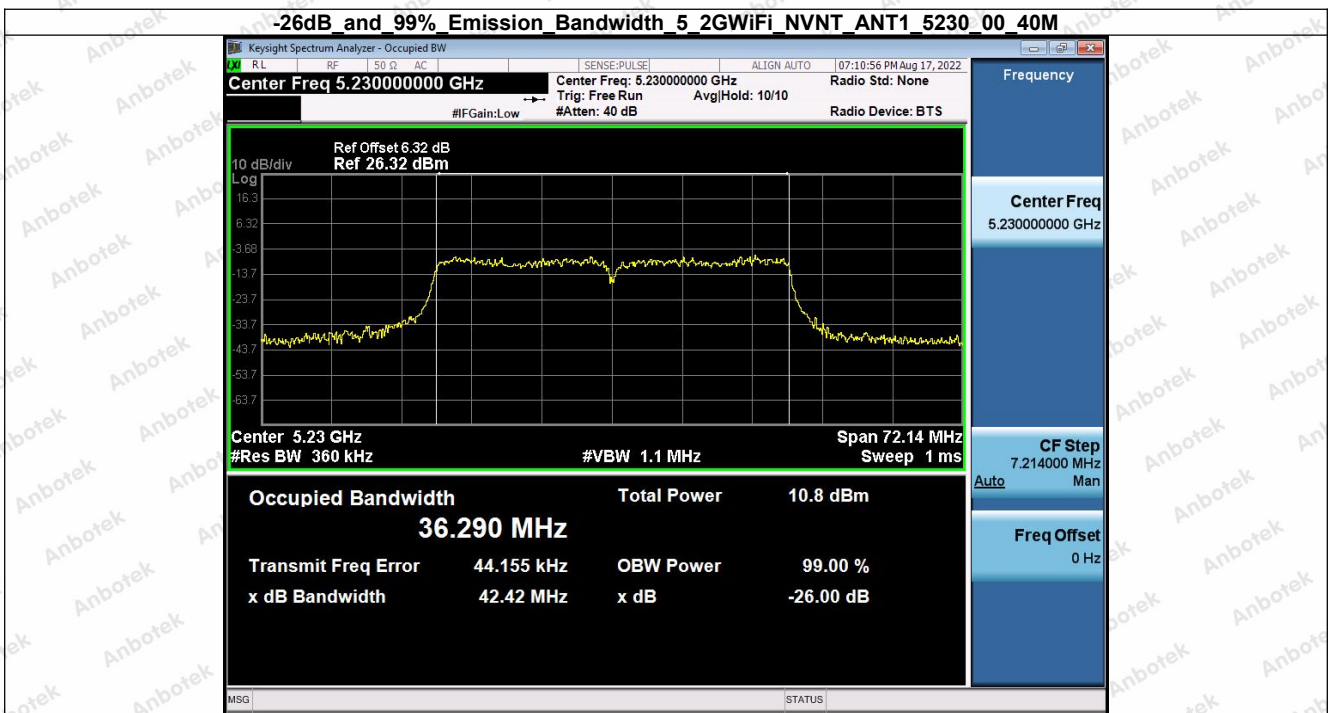 -26dB_and_99%_Emission_Bandwidth_5_2GWiFi_NVNT_ANT1_5230_00_40M
Keysight Spectrum Analyzer - Occupied BW
LXI RL RF 50 Ω AC SENSE:PULSE ALIGN AUTO 07:10:56 PM Aug 17, 2022
Center Freq 5.230000000 GHz
Center Freq: 5.230000000 GHz
Radio Std: None
Trig: Free Run Avg|Hold: 10/10
#IFGain:Low
#Atten: 40 dB
Radio Device: BTS
Ref Offset 6.32 dB
10 dB/div Ref 26.32 dBm
Log
16.3
6.32
-3.68
-13.7
-23.7
-33.7
-43.7
-53.7
-63.7
Center 5.23 GHz Span 72.14 MHz
#Res BW 360 kHz #VBW 1.1 MHz Sweep 1 ms
Occupied Bandwidth Total Power 10.8 dBm
36.290 MHz
Transmit Freq Error 44.155 kHz OBW Power 99.00 %
x dB Bandwidth 42.42 MHz x dB -26.00 dB
MSG STATUS
Frequency
Center Freq
5.230000000 GHz
CF Step
7.214000 MHz
Auto Man
Freq Offset
0 Hz
Anbotek